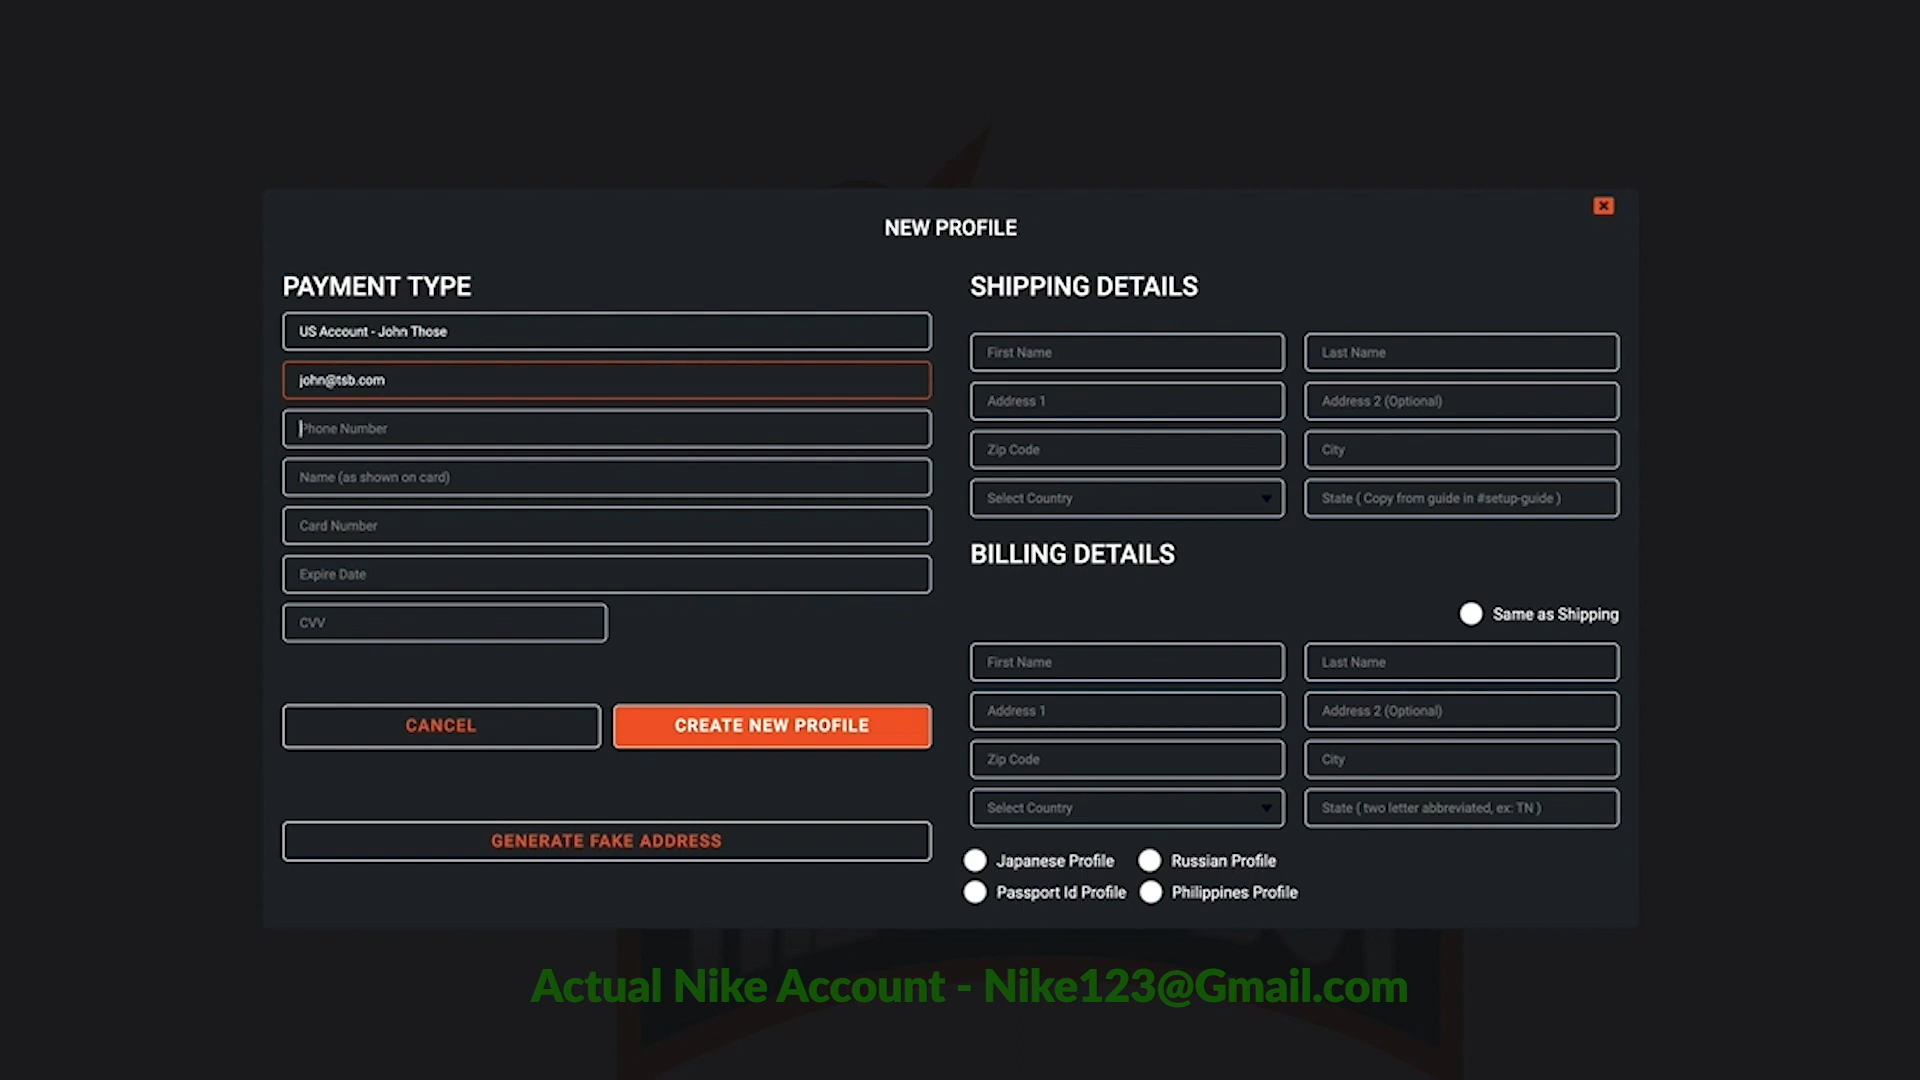 NEW PROFILE
PAYMENT TYPE
US Account - John Those
john@tsb.com
Phone Number
Name (as shown on card)
Card Number
Expire Date
CVV
CANCEL
CREATE NEW PROFILE
GENERATE FAKE ADDRESS
SHIPPING DETAILS
First Name
Last Name
Address 1
Address 2 (Optional)
Zip Code
City
Select Country
State ( Copy from guide in #setup-guide )
BILLING DETAILS
Same as Shipping
First Name
Last Name
Address 1
Address 2 (Optional)
Zip Code
City
Select Country
State ( two letter abbreviated, ex: TN )
Japanese Profile
Russian Profile
Passport Id Profile
Philippines Profile
Actual Nike Account - Nike123@Gmail.com